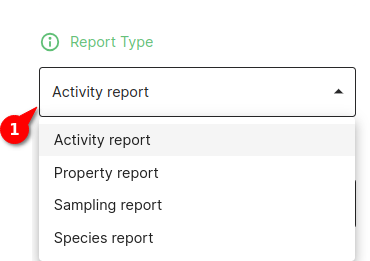 Report Type
Activity report
1
Activity report
Property report
Sampling report
Species report